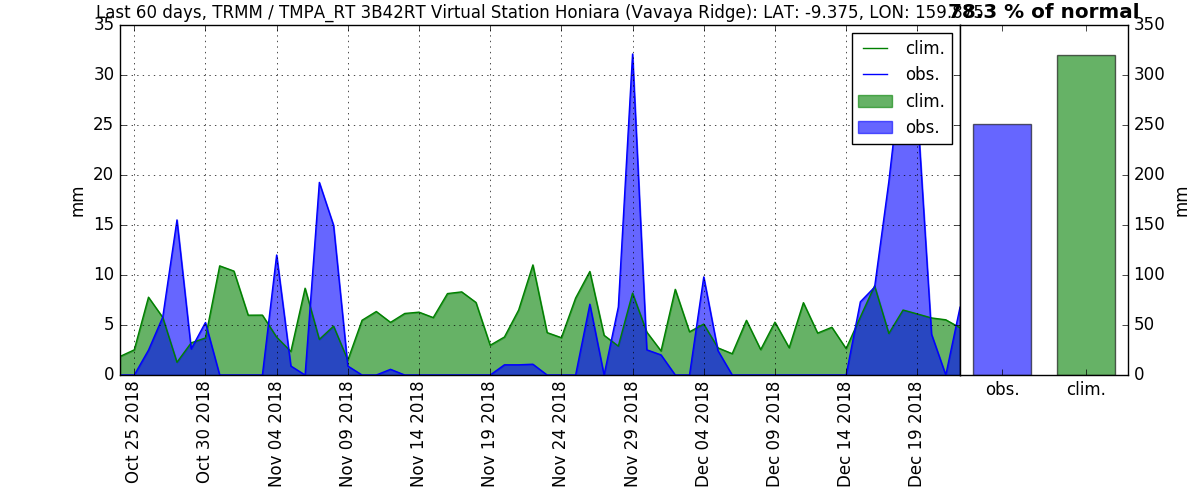 Last 60 days, TRMM / TMPA_RT 3B42RT Virtual Station Honiara (Vavaya Ridge): LAT: -9.375, LON:
78.3 % of normal
35
30
25
20
15
10
5
0
mm
clim.
obs.
clim.
obs.
350
300
250
200
150
100
50
0
mm
obs.
clim.
Oct 25 2018
Oct 30 2018
Nov 04 2018
Nov 09 2018
Nov 14 2018
Nov 19 2018
Nov 24 2018
Nov 29 2018
Dec 04 2018
Dec 09 2018
Dec 14 2018
Dec 19 2018